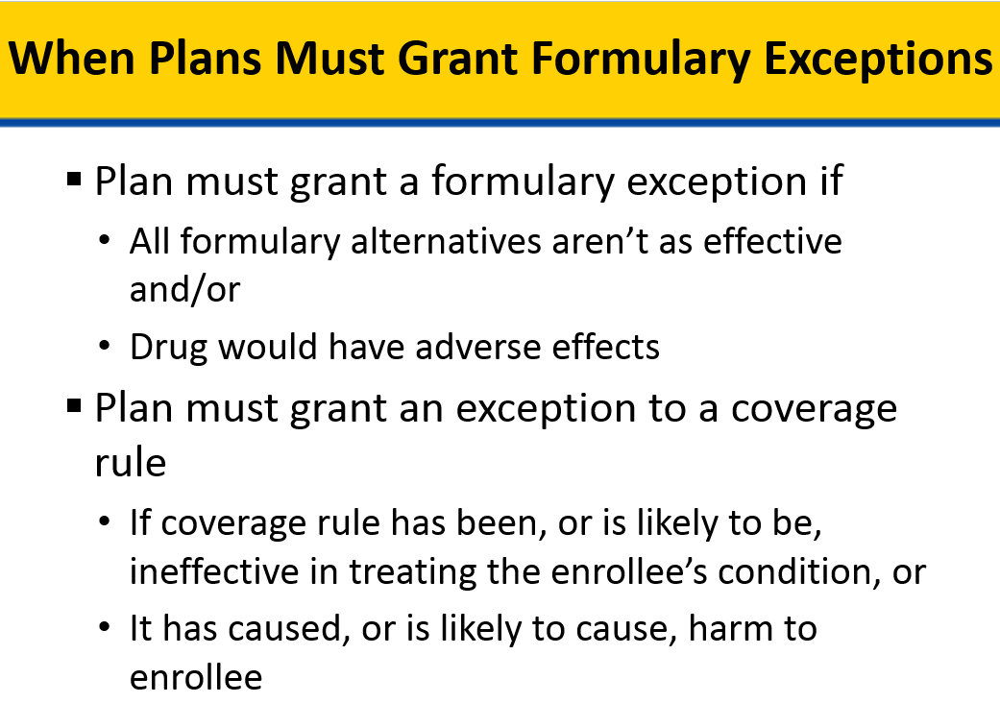 When Plans Must Grant Formulary Exceptions
▪ Plan must grant a formulary exception if
• All formulary alternatives aren’t as effective
and/or
• Drug would have adverse effects
▪ Plan must grant an exception to a coverage
rule
• If coverage rule has been, or is likely to be,
ineffective in treating the enrollee’s condition, or
• It has caused, or is likely to cause, harm to
enrollee